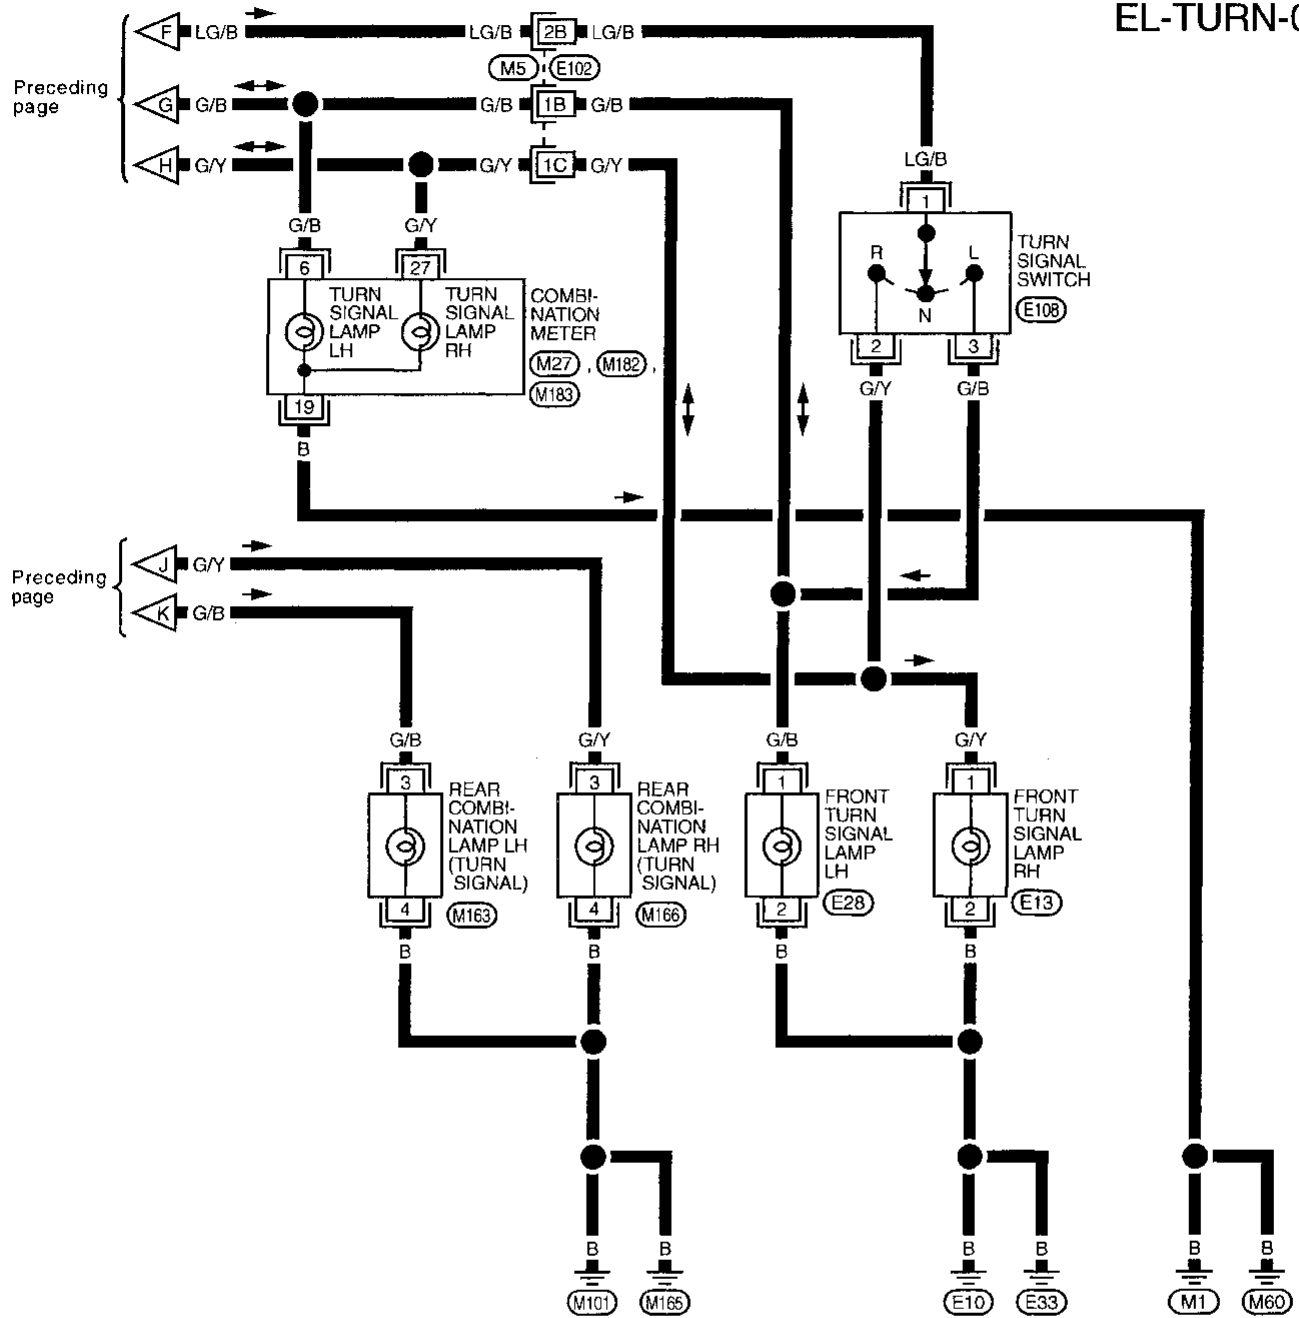 EL-TURN-0
F LG/B LG/B 2B LG/B
M5 E102
Preceding
page
G G/B G/B 1B G/B
H G/Y G/Y 1C G/Y
LG/B
1
R L
N
TURN
SIGNAL
SWITCH
E108
2 3
G/Y G/B
G/B G/Y
6 27
TURN
SIGNAL
LAMP
LH
TURN
SIGNAL
LAMP
RH
COMBI-
NATION
METER
M27 , M182 ,
M183
19
B
Preceding
page
J G/Y
K G/B
G/B G/Y G/B G/Y
3 3 1 1
REAR
COMBI-
NATION
LAMP LH
(TURN
SIGNAL)
M163
REAR
COMBI-
NATION
LAMP RH
(TURN
SIGNAL)
M166
FRONT
TURN
SIGNAL
LAMP
LH
E28
FRONT
TURN
SIGNAL
LAMP
RH
E13
4 4 2 2
B B B B
B B B B B B
M101 M165 E10 E33 M1 M60